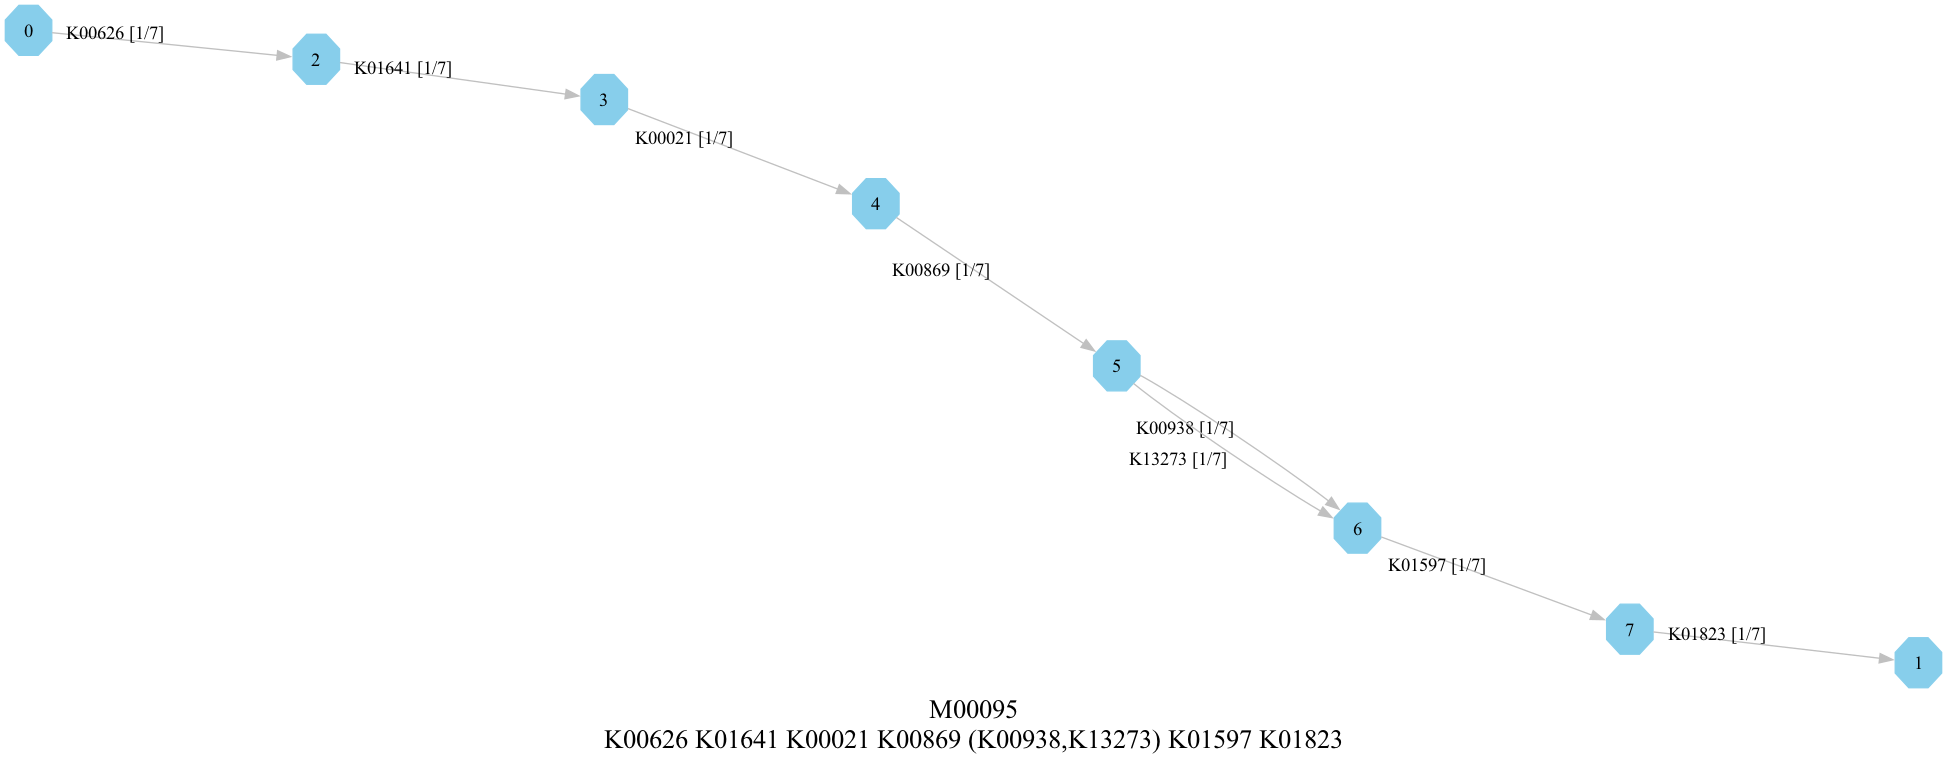 0
K00626 [1/7]
2
K01641 [1/7]
3
K00021 [1/7]
4
K00869 [1/7]
5
K00938 [1/7]
K13273 [1/7]
6
K01597 [1/7]
7
K01823 [1/7]
1
M00095
K00626 K01641 K00021 K00869 (K00938,K13273) K01597 K01823